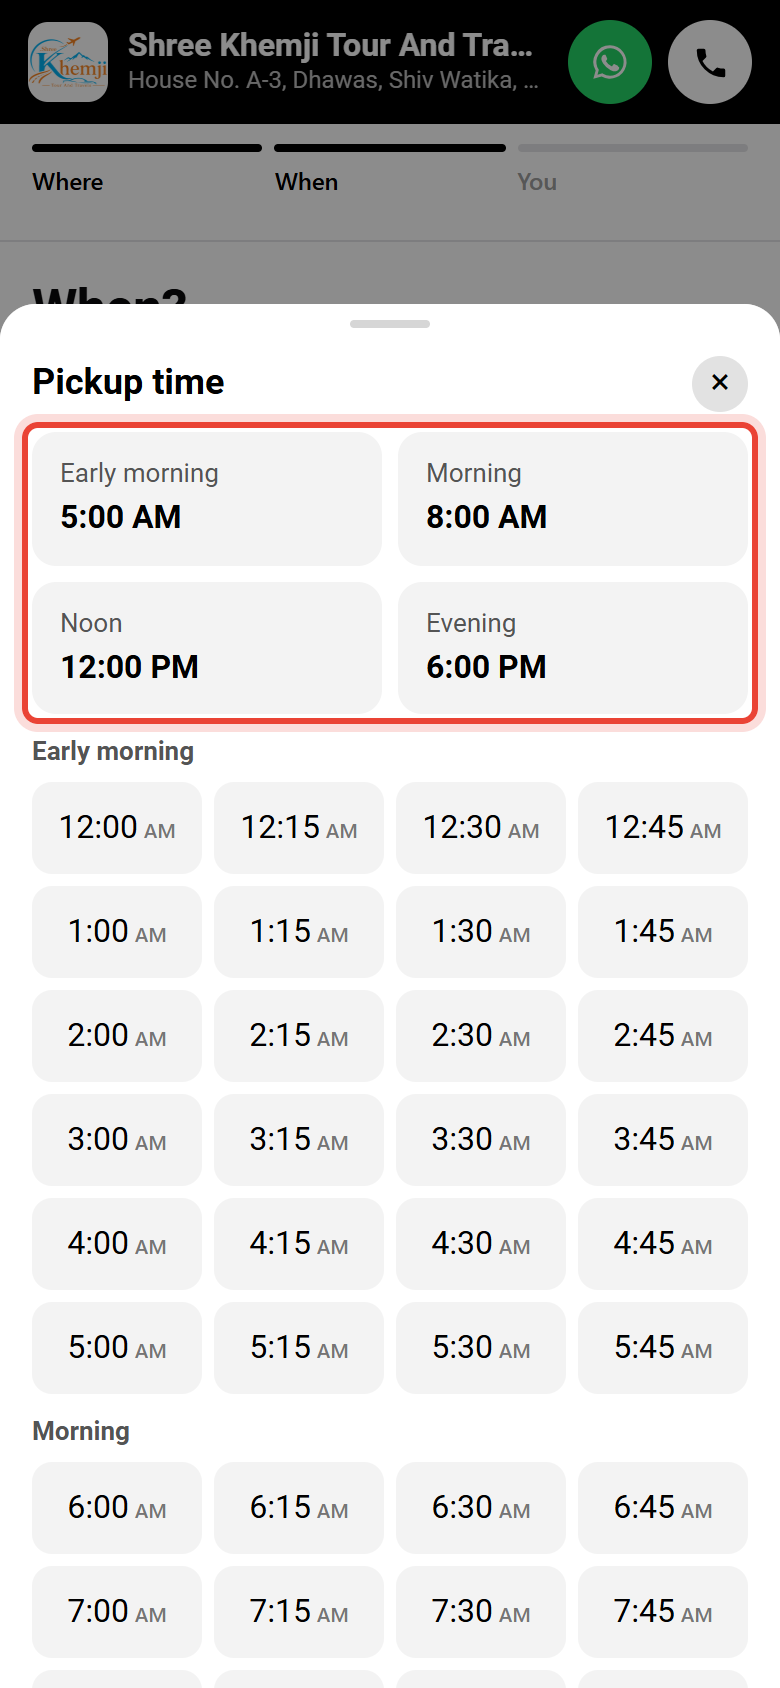 Shree Khemji Tour And Tra...
House No. A-3, Dhawas, Shiv Watika, ...
Khemji
Where
When
You
When?
Pickup time
Early morning
5:00 AM
Morning
8:00 AM
Noon
12:00 PM
Evening
6:00 PM
Early morning
12:00 AM
12:15 AM
12:30 AM
12:45 AM
1:00 AM
1:15 AM
1:30 AM
1:45 AM
2:00 AM
2:15 AM
2:30 AM
2:45 AM
3:00 AM
3:15 AM
3:30 AM
3:45 AM
4:00 AM
4:15 AM
4:30 AM
4:45 AM
5:00 AM
5:15 AM
5:30 AM
5:45 AM
Morning
6:00 AM
6:15 AM
6:30 AM
6:45 AM
7:00 AM
7:15 AM
7:30 AM
7:45 AM